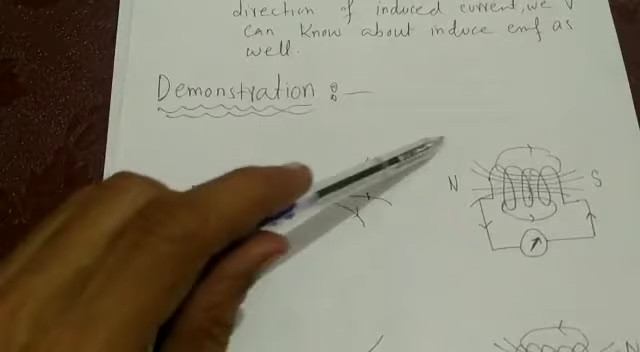 direction of induced current, we
can know about induce emf as
well.
Demonstration :—
N S
N